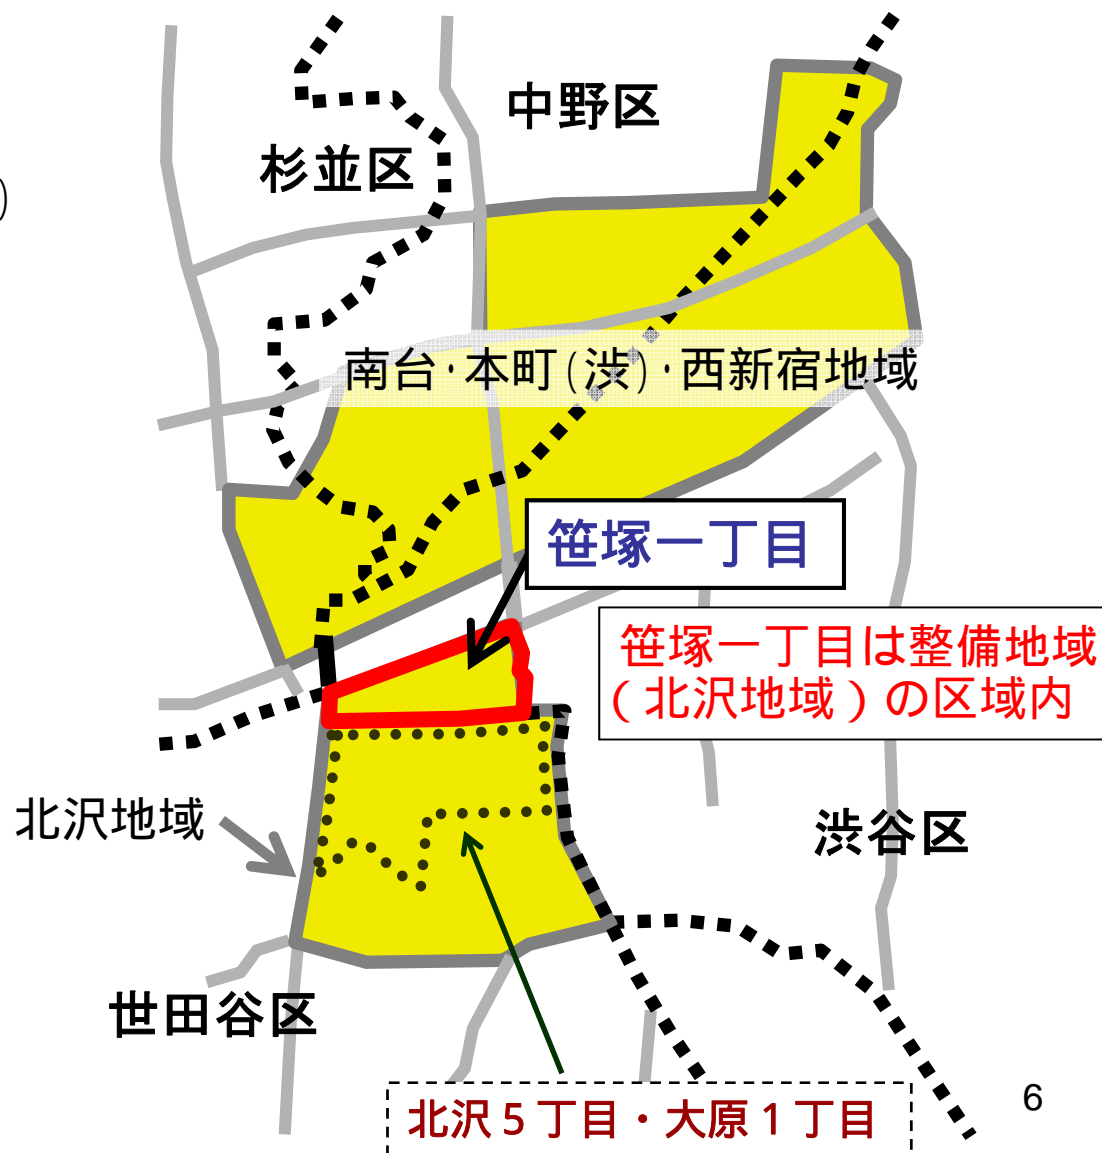 中野区
杉並区
)
南台・本町(渋)・西新宿地域
笹塚一丁目
笹塚一丁目は整備地域
（北沢地域）の区域内
北沢地域
渋谷区
世田谷区
北沢５丁目・大原１丁目
6